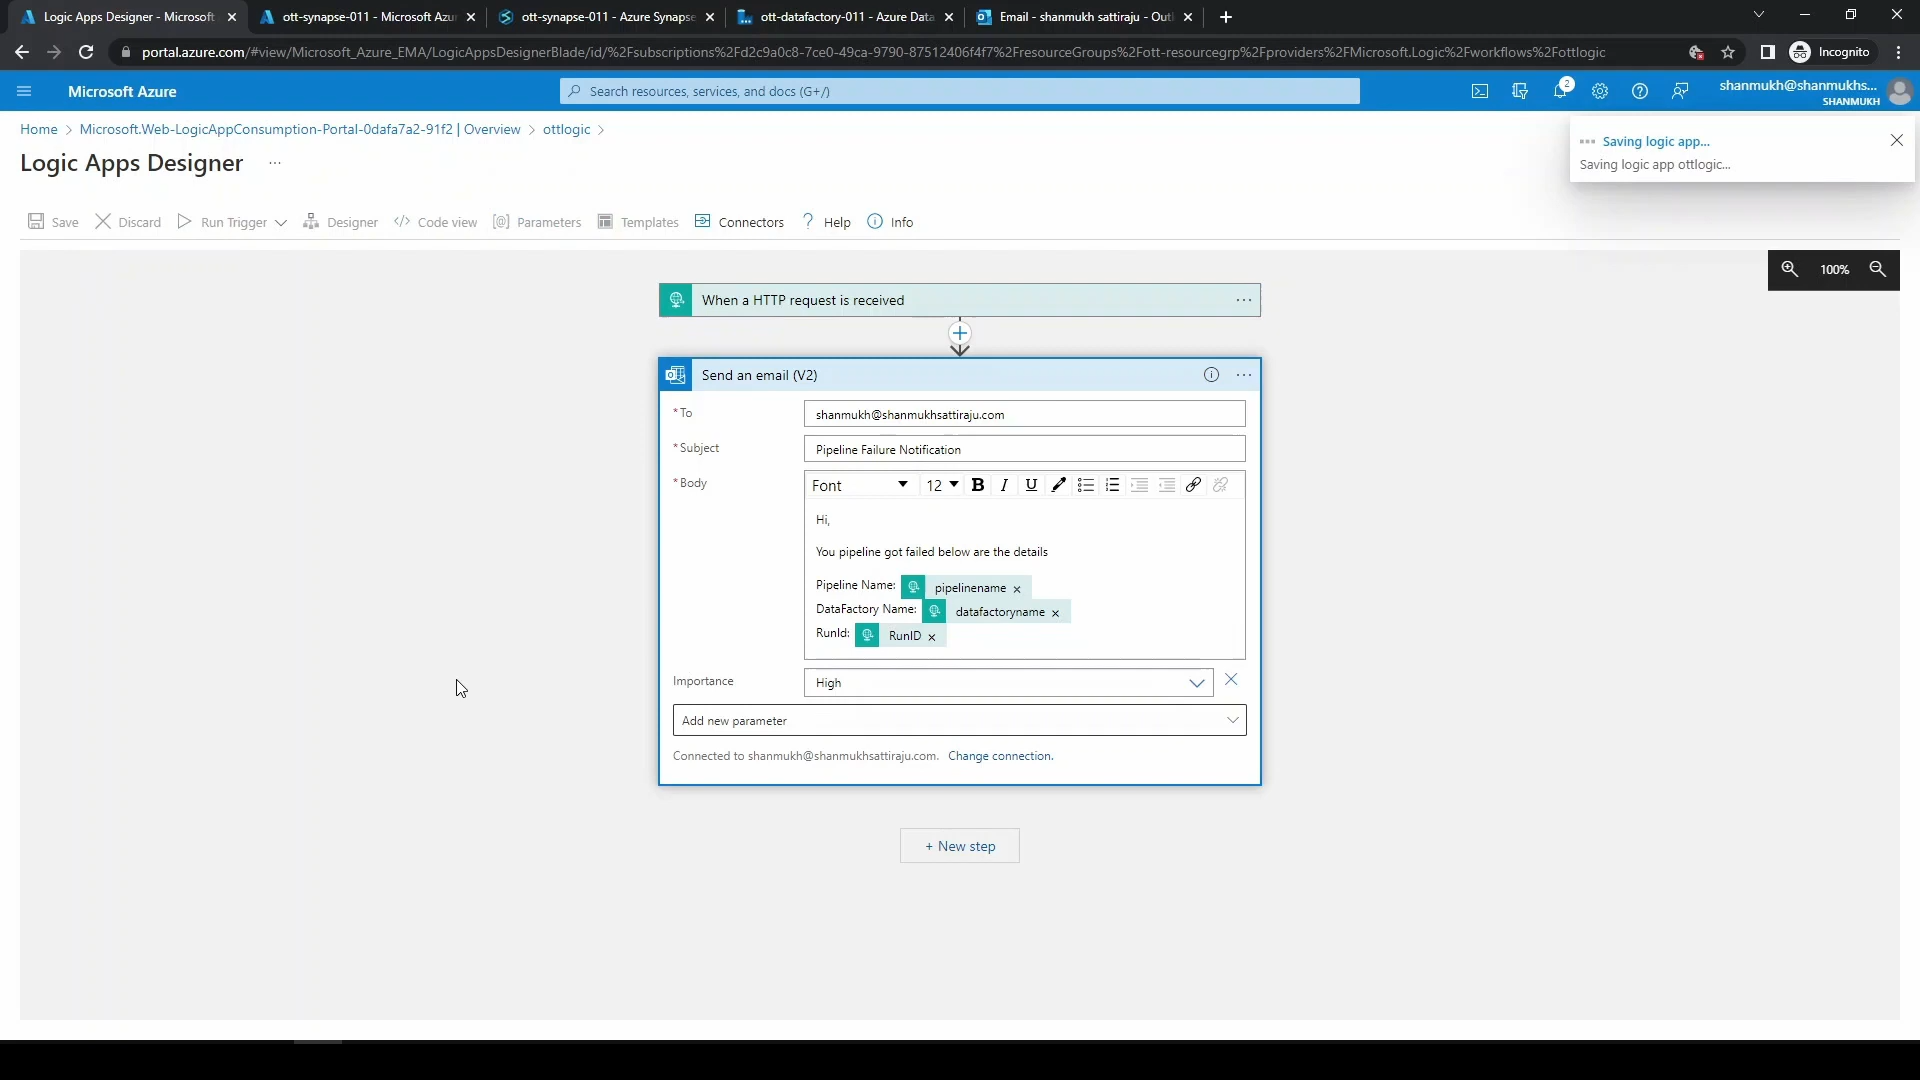 Logic Apps Designer - Microsoft
ott-synapse-011 - Microsoft Azur
ott-synapse-011 - Azure Synapse
ott-datafactory-011 - Azure Data
Email - shanmukh sattiraju - Outl
portal.azure.com/#view/Microsoft_Azure_EMA/LogicAppsDesignerBlade/id/%2Fsubscriptions%2Fd2c9a0c8-7ce0-49ca-9790-87512406f4f7%2FresourceGroups%2Fott-resourcegrp%2Fproviders%2FMicrosoft.Logic%2Fworkflows%2Fottlogic
Incognito
Microsoft Azure
Search resources, services, and docs (G+/)
2
shanmukh@shanmukhs...
SHANMUKH
Home > Microsoft.Web-LogicAppConsumption-Portal-0dafa7a2-91f2 | Overview > ottlogic >
Logic Apps Designer ...
Saving logic app...
Saving logic app ottlogic...
Save Discard Run Trigger Designer Code view Parameters Templates Connectors Help Info
100%
When a HTTP request is received
Send an email (V2)
*To
shanmukh@shanmukhsattiraju.com
*Subject
Pipeline Failure Notification
*Body
Font 12 B I U
Hi,
You pipeline got failed below are the details
Pipeline Name: pipelinename ×
DataFactory Name: datafactoryname ×
RunId: RunID ×
Importance
High
Add new parameter
Connected to shanmukh@shanmukhsattiraju.com. Change connection.
+ New step